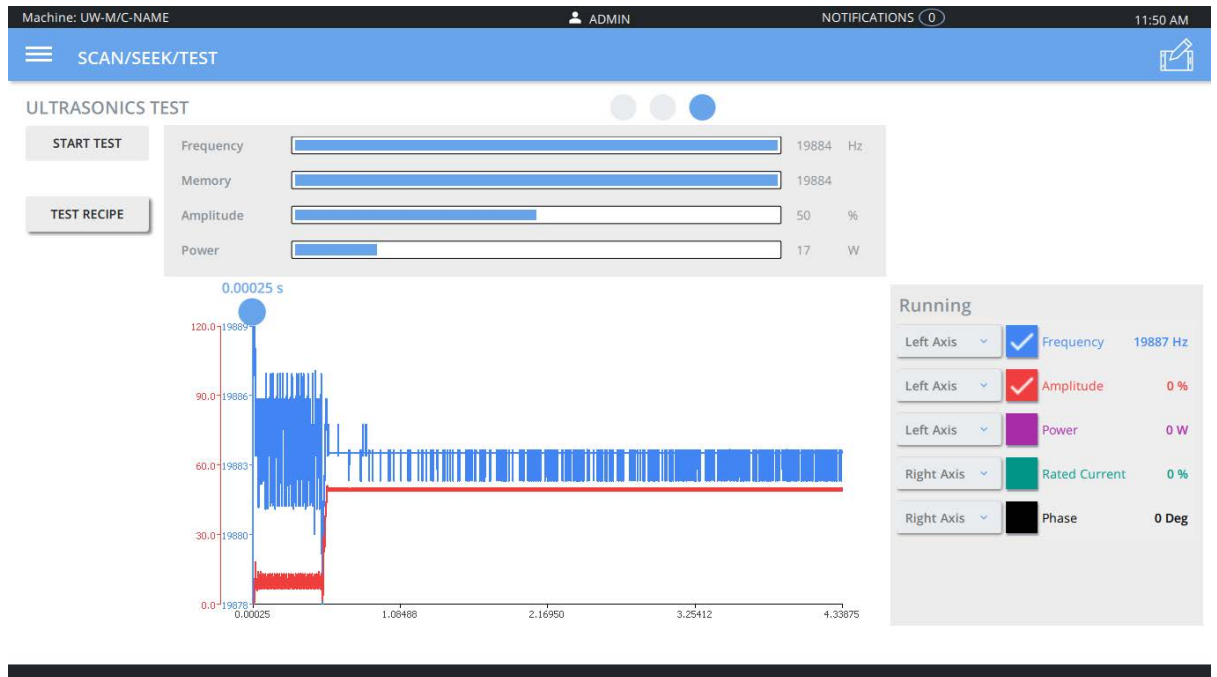 Machine: UW-M/C-NAME ADMIN NOTIFICATIONS 0 11:50 AM
SCAN/SEEK/TEST
ULTRASONICS TEST
START TEST
TEST RECIPE
Frequency 19884 Hz
Memory 19884
Amplitude 50 %
Power 17 W
0.00025 s
120.0 19889
90.0 19886
60.0 19883
30.0 19880
0.0 19878
0.00025 1.08488 2.16950 3.25412 4.33875
Running
Left Axis Frequency 19887 Hz
Left Axis Amplitude 0 %
Left Axis Power 0 W
Right Axis Rated Current 0 %
Right Axis Phase 0 Deg